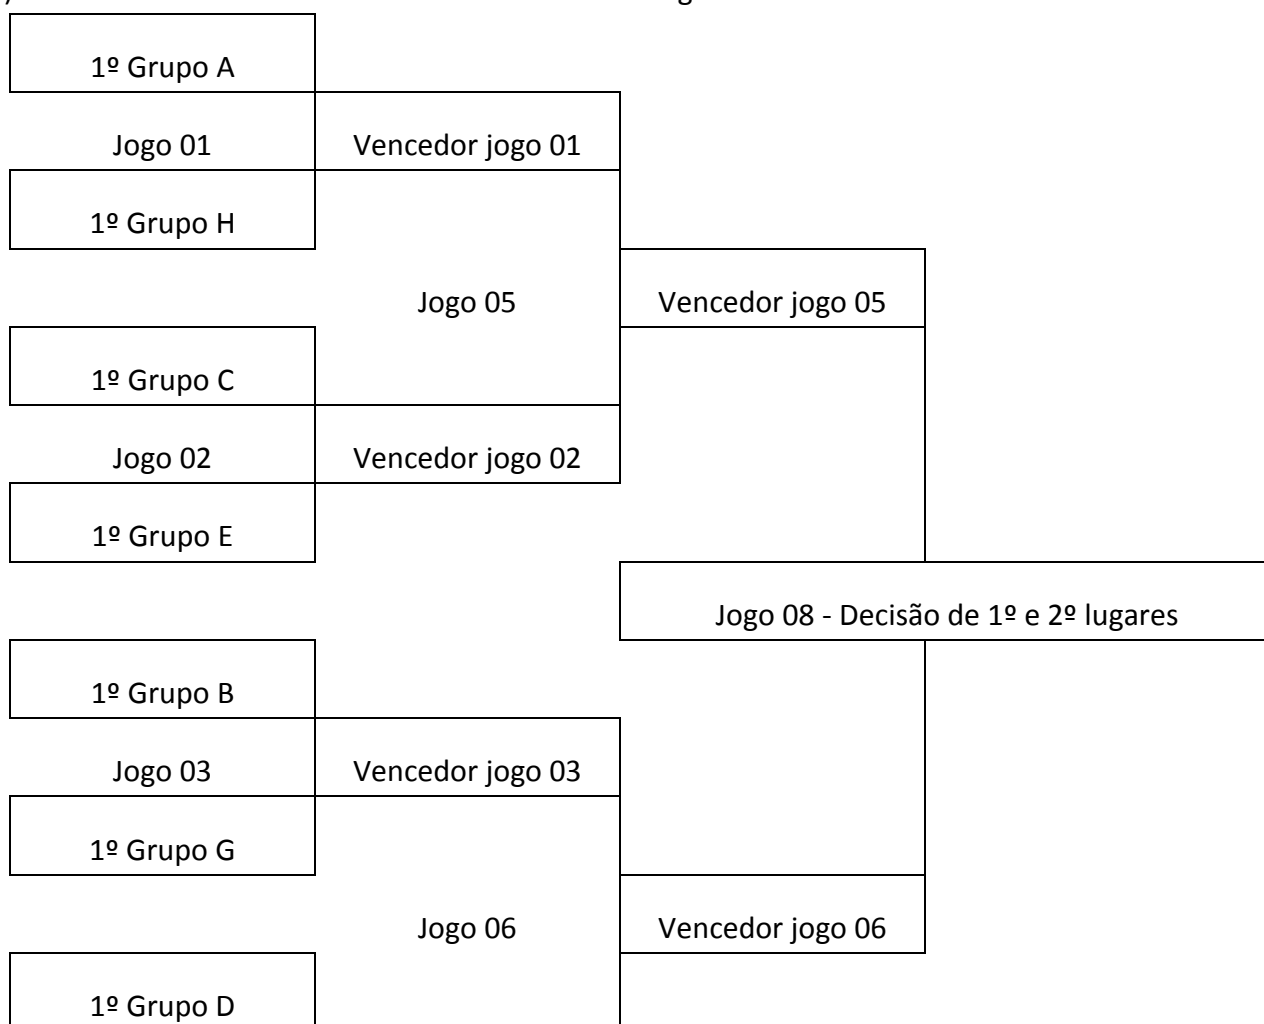 1º Grupo A
Jogo 01 Vencedor jogo 01
1º Grupo H
Jogo 05 Vencedor jogo 05
1º Grupo C
Jogo 02 Vencedor jogo 02
1º Grupo E
Jogo 08 - Decisão de 1º e 2º lugares
1º Grupo B
Jogo 03 Vencedor jogo 03
1º Grupo G
Jogo 06 Vencedor jogo 06
1º Grupo D